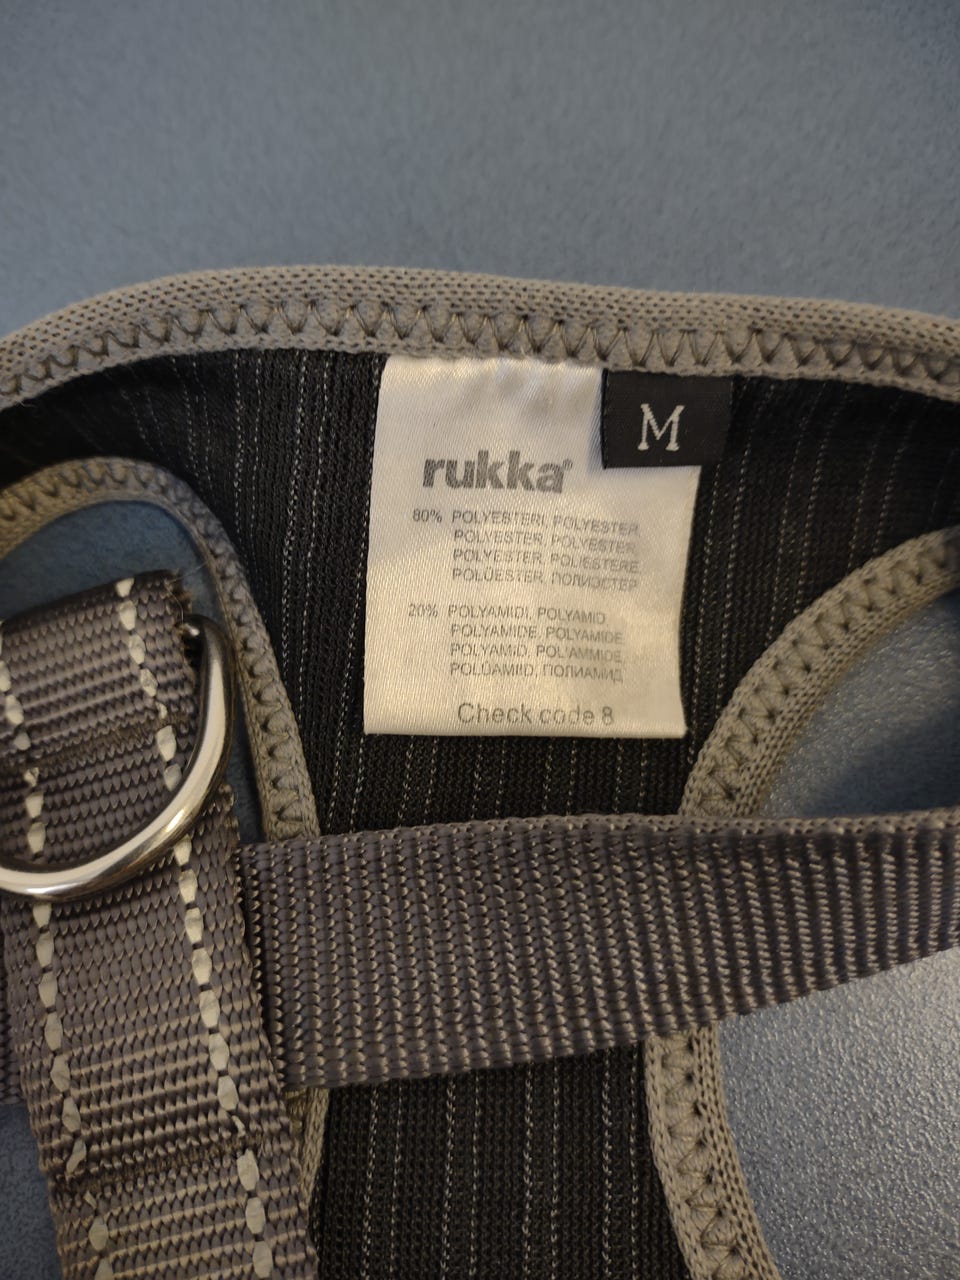 M
rukka®
80% POLYESTERI, POLYESTER
POLYESTER, POLYESTER,
POLYESTER, POLIESTERE
POLÜESTER, ПОЛИЭСТЕР
20% POLYAMIDI, POLYAMID
POLYAMIDE, POLYAMIDE
POLYAMID, POLIAMMIDE
POLÜAMIID, ПОЛИАМИД
Check code 8